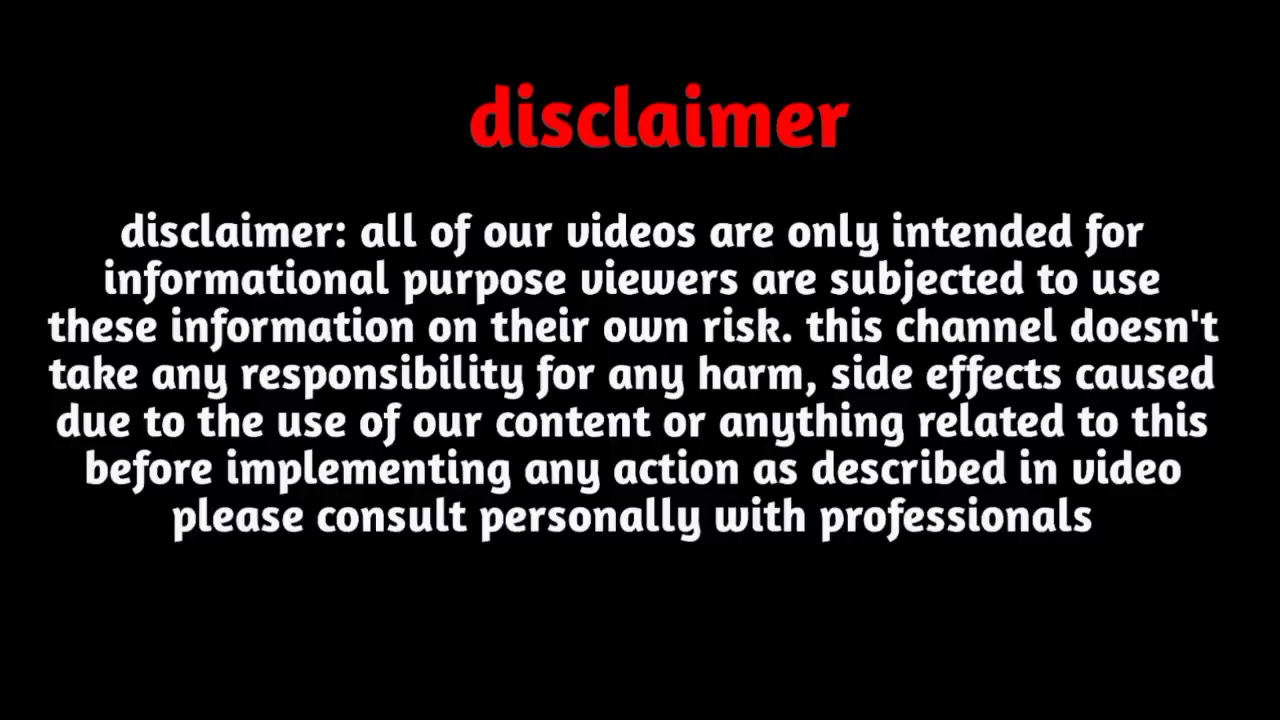 disclaimer
disclaimer: all of our videos are only intended for
informational purpose viewers are subjected to use
these information on their own risk. this channel doesn't
take any responsibility for any harm, side effects caused
due to the use of our content or anything related to this
before implementing any action as described in video
please consult personally with professionals